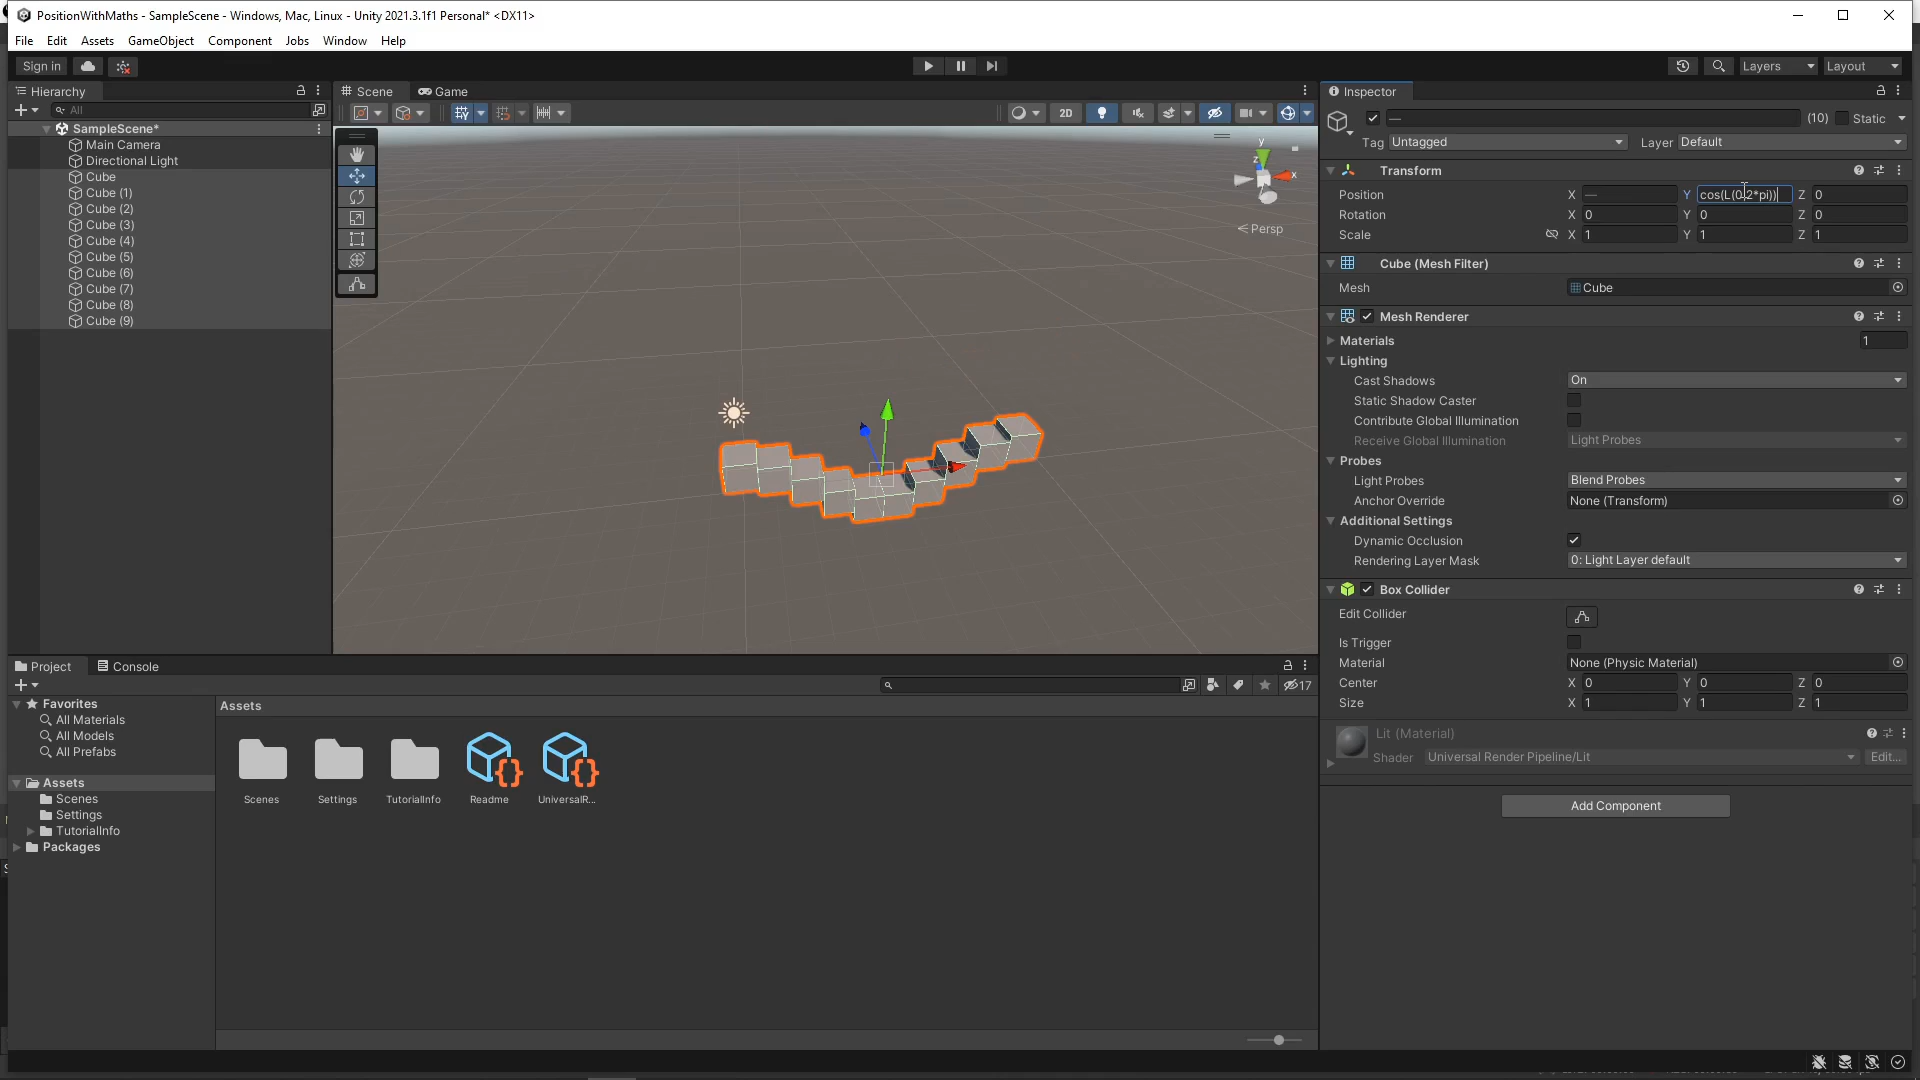 PositionWithMaths - SampleScene - Windows, Mac, Linux - Unity 2021.3.1f1 Personal* <DX11>
File Edit Assets GameObject Component Jobs Window Help
Sign in Layers Layout
Hierarchy
All
SampleScene*
Main Camera
Directional Light
Cube
Cube (1)
Cube (2)
Cube (3)
Cube (4)
Cube (5)
Cube (6)
Cube (7)
Cube (8)
Cube (9)
Scene Game
2D
y
z
x
Persp
Inspector
— (10) Static
Tag Untagged Layer Default
Transform
Position X — Y cos(L(0,2*pi)) Z 0
Rotation X 0 Y 0 Z 0
Scale X 1 Y 1 Z 1
Cube (Mesh Filter)
Mesh Cube
Mesh Renderer
Materials 1
Lighting
Cast Shadows On
Static Shadow Caster
Contribute Global Illumination
Receive Global Illumination Light Probes
Probes
Light Probes Blend Probes
Anchor Override None (Transform)
Additional Settings
Dynamic Occlusion
Rendering Layer Mask 0: Light Layer default
Box Collider
Edit Collider
Is Trigger
Material None (Physic Material)
Center X 0 Y 0 Z 0
Size X 1 Y 1 Z 1
Lit (Material)
Shader Universal Render Pipeline/Lit Edit...
Add Component
Project Console
17
Favorites
All Materials
All Models
All Prefabs
Assets
Scenes
Settings
TutorialInfo
Packages
Assets
Scenes Settings TutorialInfo Readme UniversalR...